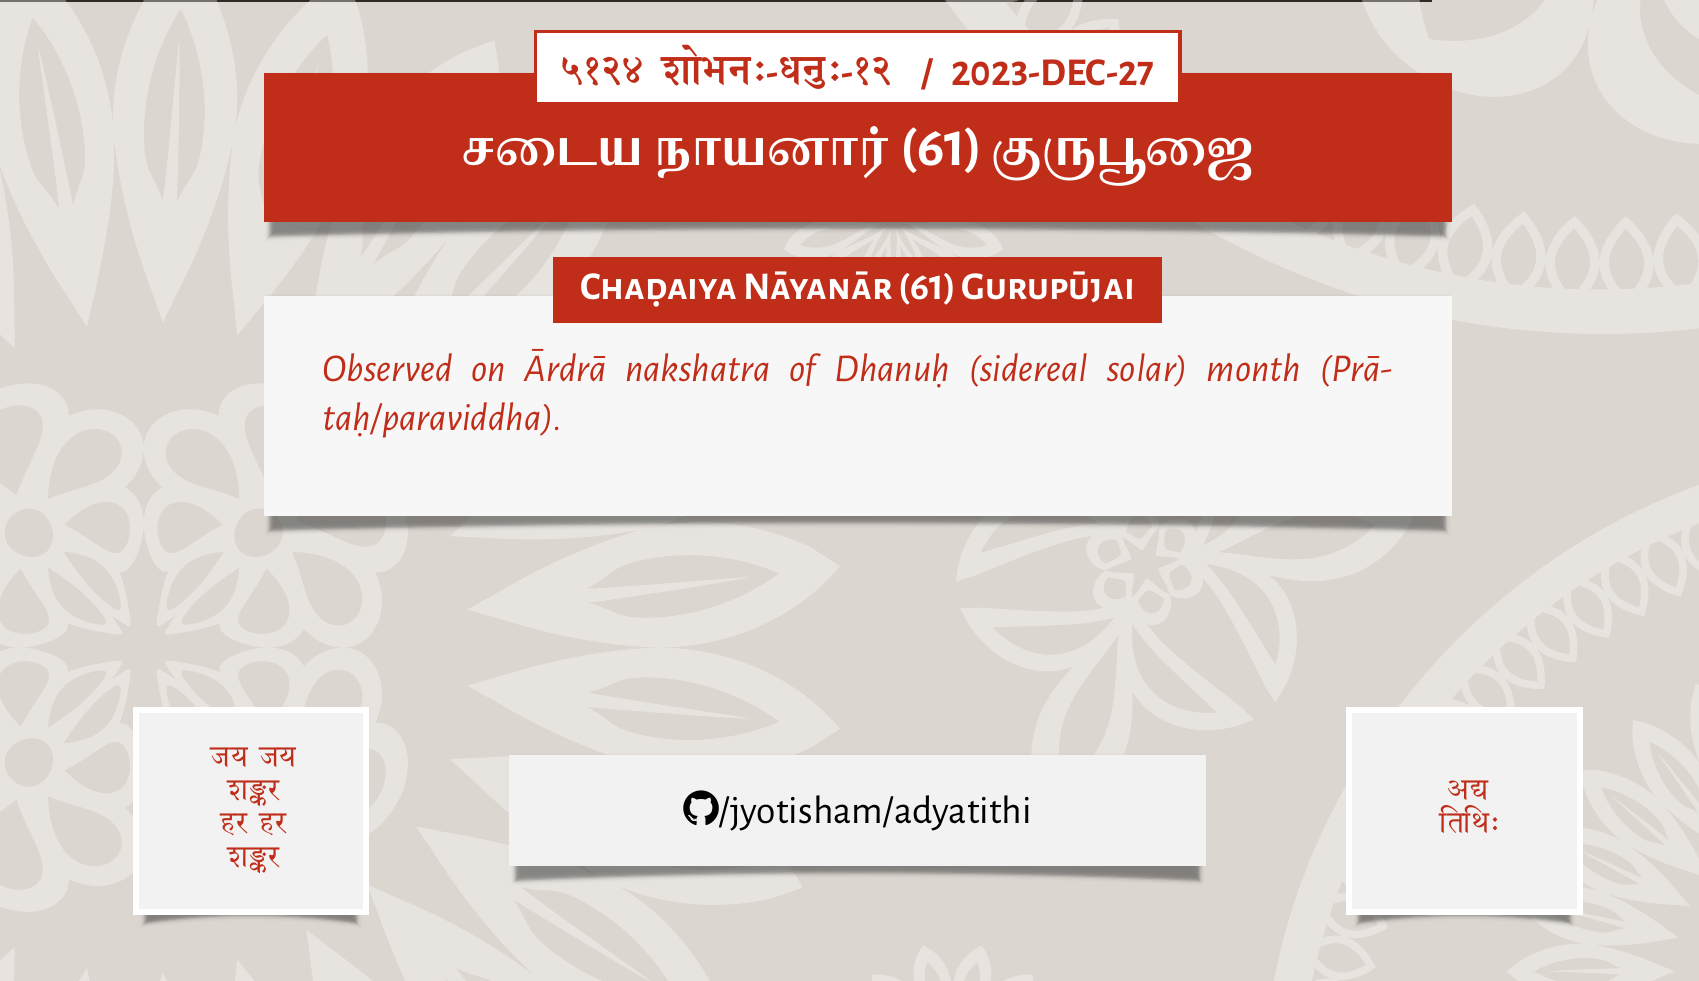 ५१२४ शोभनः-धनुः-१२ / 2023-DEC-27
சடைய நாயனார் (61) குருபூஜை
Chaḍaiya Nāyanār (61) Gurupūjai
Observed on Ārdrā nakshatra of Dhanuḥ (sidereal solar) month (Prā-
taḥ/paraviddha).
जय जय
शङ्कर
हर हर
शङ्कर
/jyotisham/adyatithi
अद्य
तिथिः